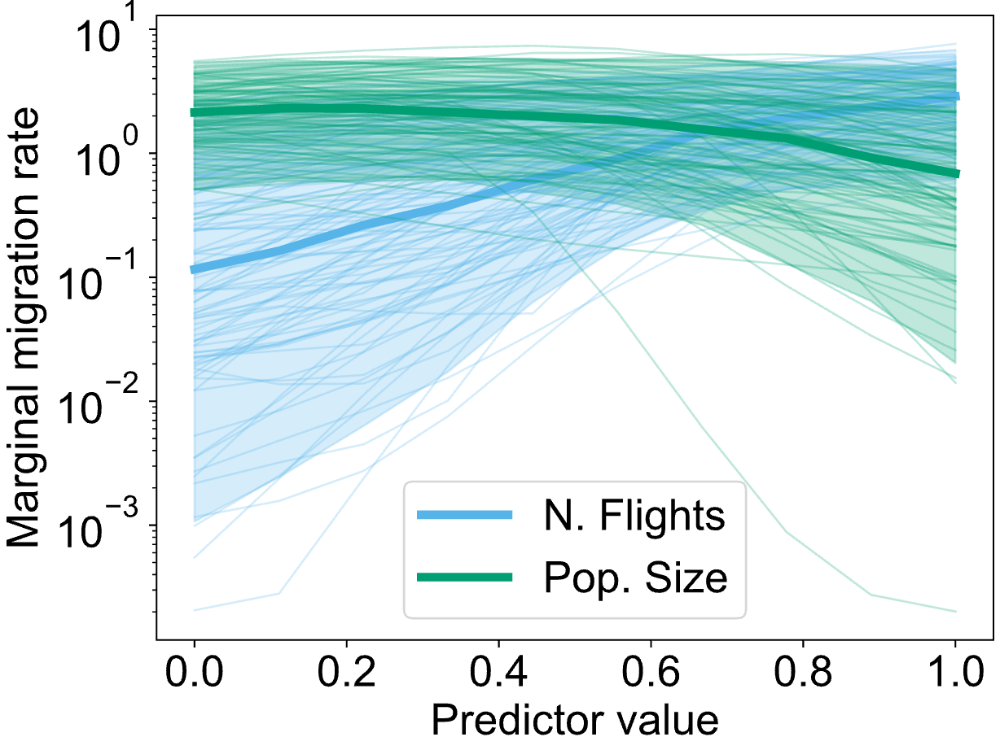 Marginal migration rate
10^1
10^0
10^−1
10^−2
10^−3
N. Flights
Pop. Size
0.0 0.2 0.4 0.6 0.8 1.0
Predictor value